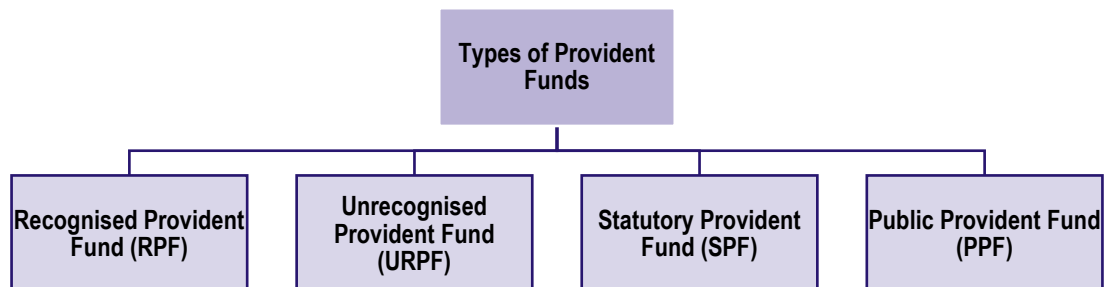 Types of Provident
Funds
Recognised Provident
Fund (RPF)
Unrecognised
Provident Fund
(URPF)
Statutory Provident
Fund (SPF)
Public Provident Fund
(PPF)